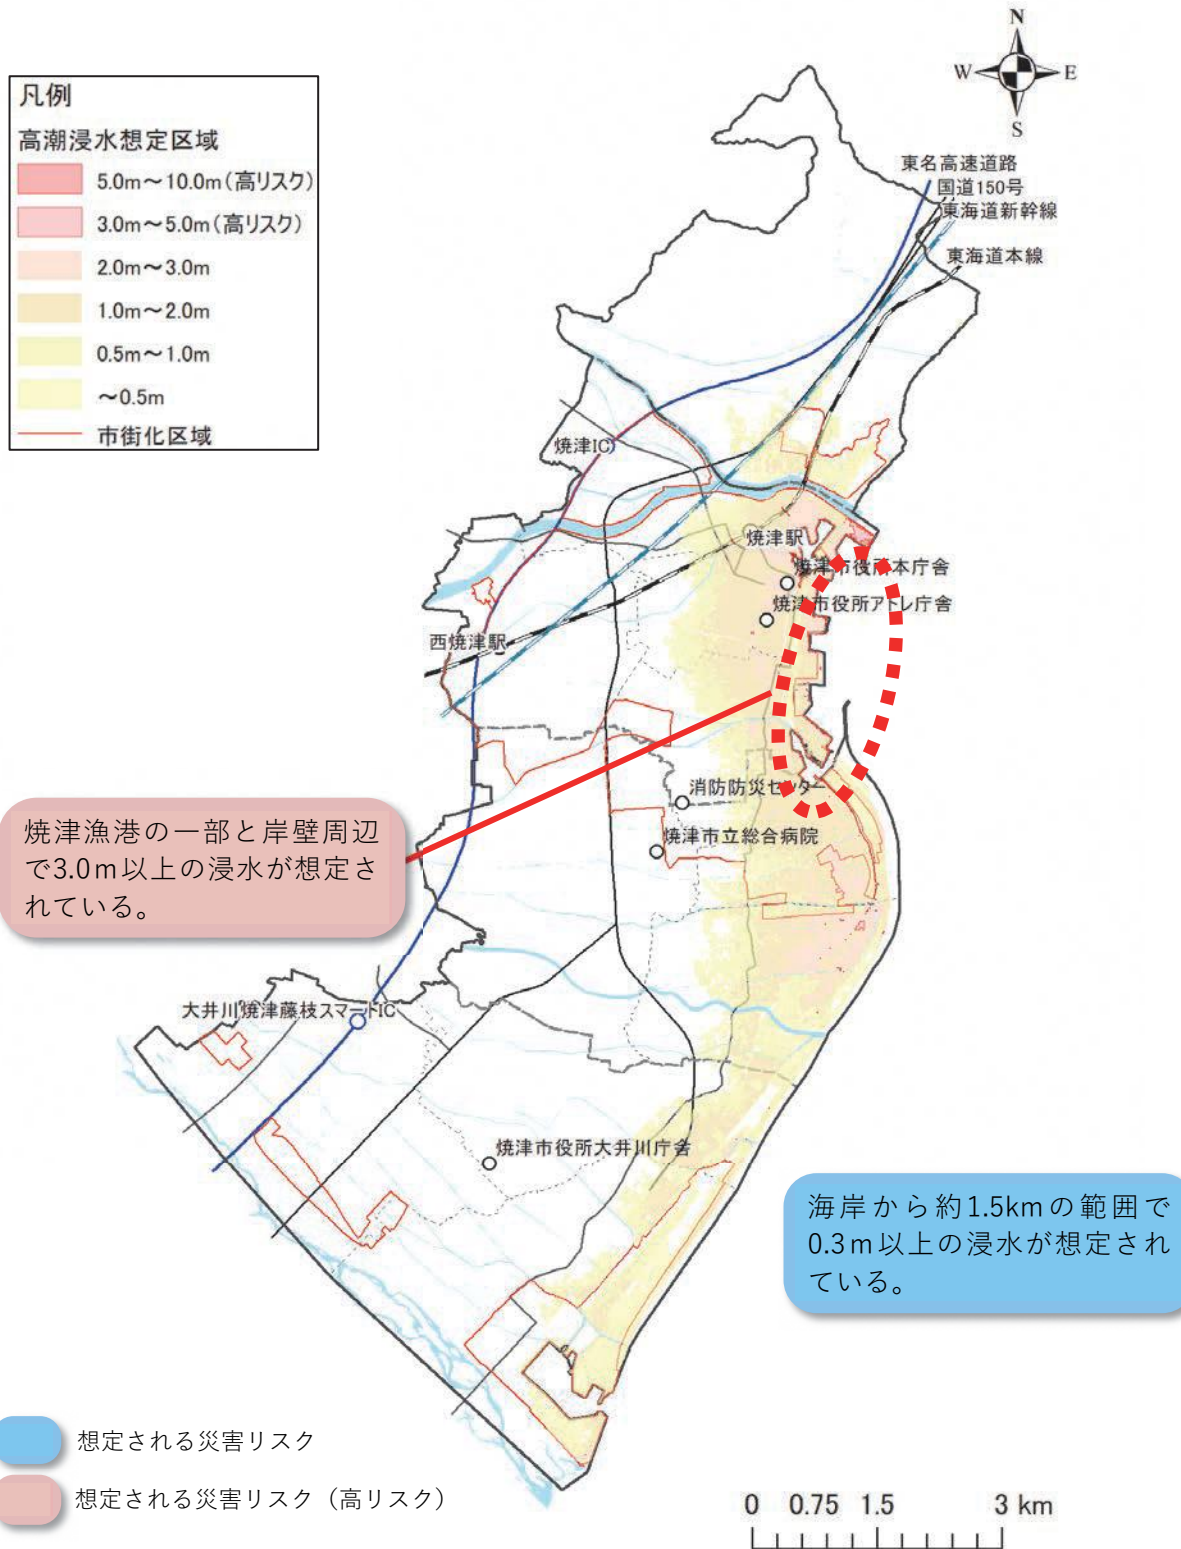 N
W E
S
凡例
高潮浸水想定区域
5.0m～10.0m(高リスク)
3.0m～5.0m(高リスク)
2.0m～3.0m
1.0m～2.0m
0.5m～1.0m
～0.5m
市街化区域
東名高速道路
国道150号
東海道新幹線
東海道本線
焼津IC
焼津駅
焼津市役所本庁舎
焼津市役所アトレ庁舎
西焼津駅
消防防災センター
焼津市立総合病院
焼津漁港の一部と岸壁周辺
で3.0m以上の浸水が想定さ
れている。
大井川焼津藤枝スマートIC
焼津市役所大井川庁舎
海岸から約1.5kmの範囲で
0.3m以上の浸水が想定され
ている。
想定される災害リスク
想定される災害リスク（高リスク）
0 0.75 1.5 3 km